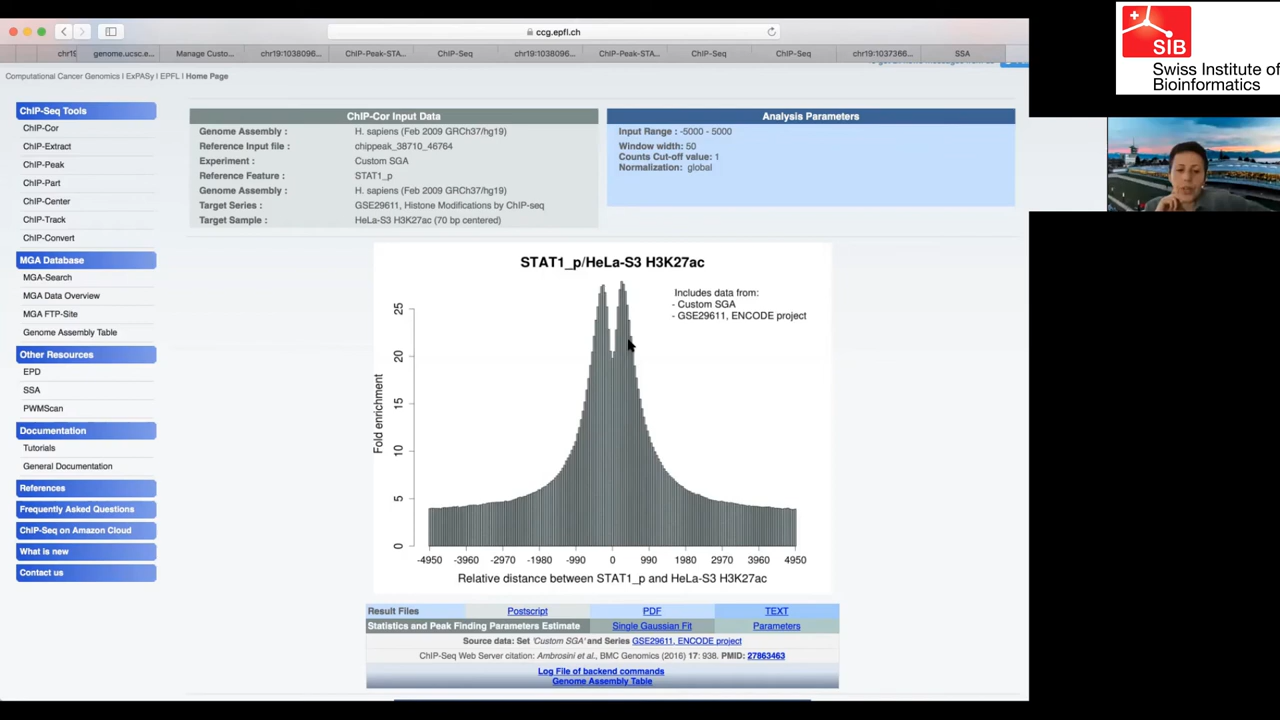 ccg.epfl.ch
chr19
genome.ucsc.e...
Manage Custo...
chr19:1038096...
ChIP-Peak-STA...
ChIP-Seq
chr19:1038096...
ChIP-Peak-STA...
ChIP-Seq
ChIP-Seq
chr19:1037366...
SSA
Computational Cancer Genomics | ExPASy | EPFL | Home Page
ChIP-Seq Tools
ChIP-Cor
ChIP-Extract
ChIP-Peak
ChIP-Part
ChIP-Center
ChIP-Track
ChIP-Convert
MGA Database
MGA-Search
MGA Data Overview
MGA FTP-Site
Genome Assembly Table
Other Resources
EPD
SSA
PWMScan
Documentation
Tutorials
General Documentation
References
Frequently Asked Questions
ChIP-Seq on Amazon Cloud
What is new
Contact us
ChIP-Cor Input Data
Genome Assembly : H. sapiens (Feb 2009 GRCh37/hg19)
Reference Input file : chippeak_38710_46764
Experiment : Custom SGA
Reference Feature : STAT1_p
Genome Assembly : H. sapiens (Feb 2009 GRCh37/hg19)
Target Series : GSE29611, Histone Modifications by ChIP-seq
Target Sample : HeLa-S3 H3K27ac (70 bp centered)
Analysis Parameters
Input Range : -5000 - 5000
Window width: 50
Counts Cut-off value: 1
Normalization: global
STAT1_p/HeLa-S3 H3K27ac
Includes data from:
- Custom SGA
- GSE29611, ENCODE project
Fold enrichment
25
20
15
10
5
0
-4950 -3960 -2970 -1980 -990 0 990 1980 2970 3960 4950
Relative distance between STAT1_p and HeLa-S3 H3K27ac
Result Files Postscript PDF TEXT
Statistics and Peak Finding Parameters Estimate Single Gaussian Fit Parameters
Source data: Set 'Custom SGA' and Series GSE29611, ENCODE project
ChIP-Seq Web Server citation: Ambrosini et al., BMC Genomics (2016) 17: 938. PMID: 27863463
Log File of backend commands
Genome Assembly Table
SIB
Swiss Institute of
Bioinformatics